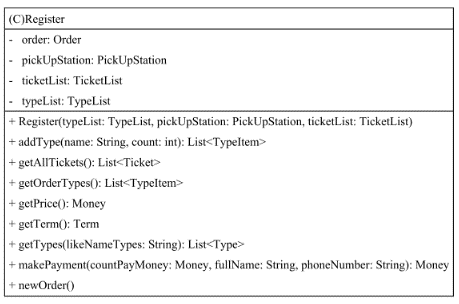 (C)Register
- order: Order
- pickUpStation: PickUpStation
- ticketList: TicketList
- typeList: TypeList
+ Register(typeList: TypeList, pickUpStation: PickUpStation, ticketList: TicketList)
+ addType(name: String, count: int): List<TypeItem>
+ getAllTickets(): List<Ticket>
+ getOrderTypes(): List<TypeItem>
+ getPrice(): Money
+ getTerm(): Term
+ getTypes(likeNameTypes: String): List<Type>
+ makePayment(countPayMoney: Money, fullName: String, phoneNumber: String): Money
+ newOrder()